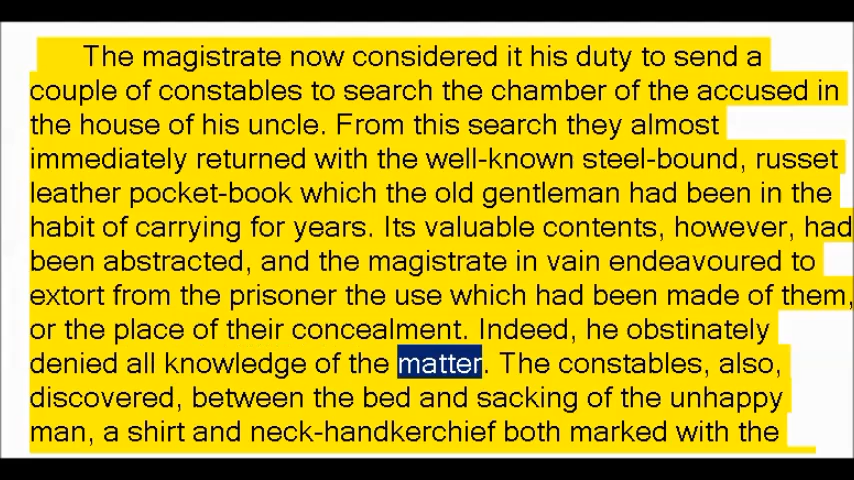 The magistrate now considered it his duty to send a
couple of constables to search the chamber of the accused in
the house of his uncle. From this search they almost
immediately returned with the well-known steel-bound, russet
leather pocket-book which the old gentleman had been in the
habit of carrying for years. Its valuable contents, however, had
been abstracted, and the magistrate in vain endeavoured to
extort from the prisoner the use which had been made of them,
or the place of their concealment. Indeed, he obstinately
denied all knowledge of the matter. The constables, also,
discovered, between the bed and sacking of the unhappy
man, a shirt and neck-handkerchief both marked with the